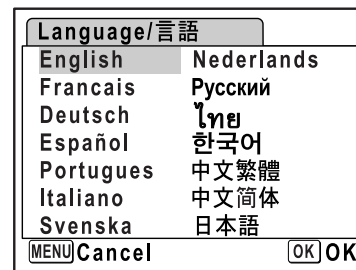 Language/言語
English Nederlands
Francais Русский
Deutsch ไทย
Español 한국어
Portugues 中文繁體
Italiano 中文简体
Svenska 日本語
MENU Cancel OK OK